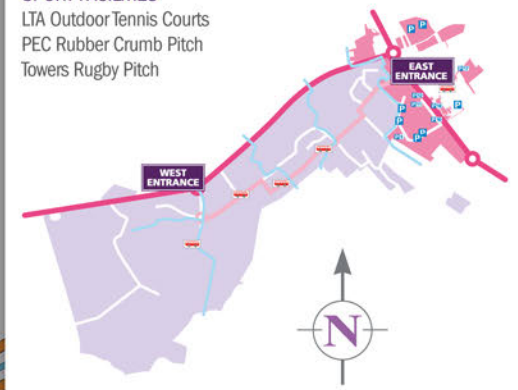 LTA Outdoor Tennis Courts
PEC Rubber Crumb Pitch
Towers Rugby Pitch
EAST
ENTRANCE
WEST
ENTRANCE
P
P
P
P
P
P
P
P
P
P
N